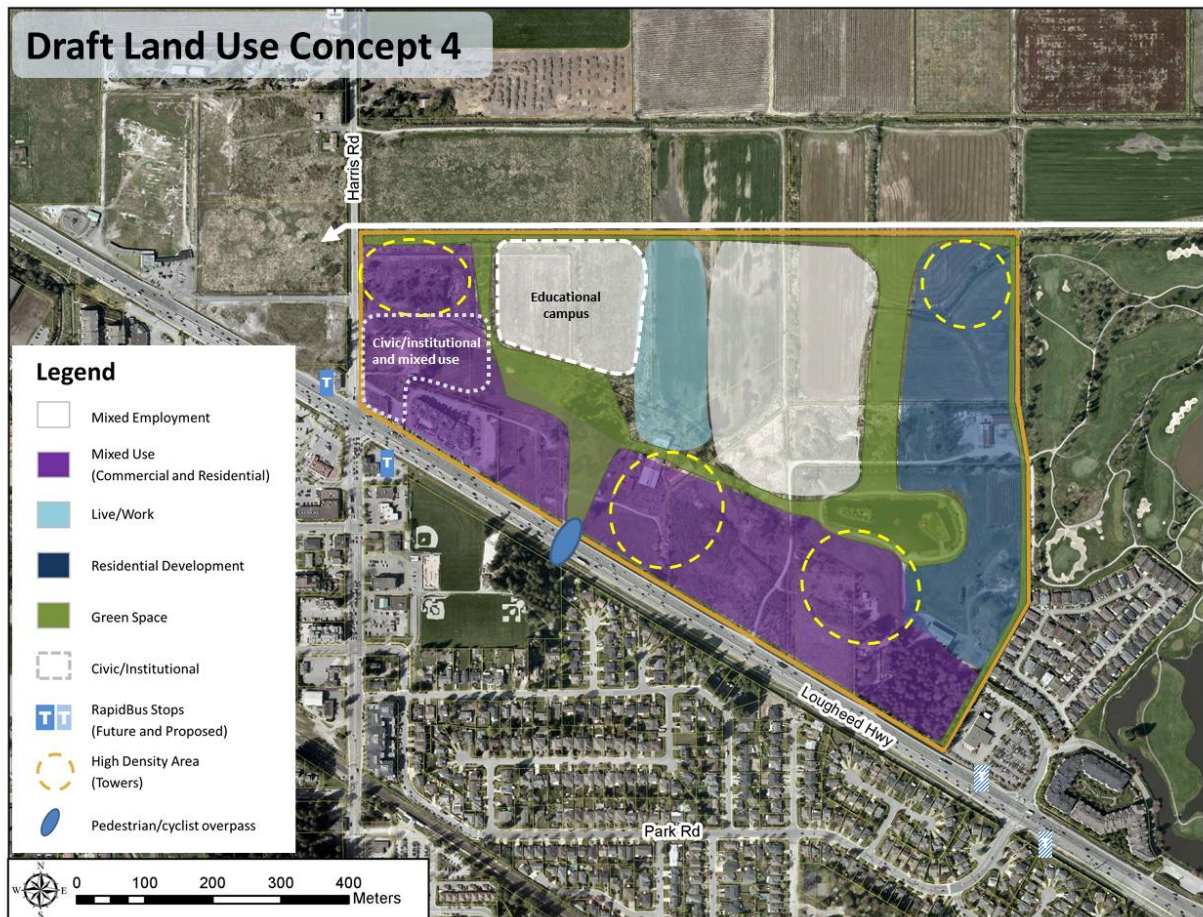 Draft Land Use Concept 4
Harris Rd
Educational
campus
Civic/institutional
and mixed use
Legend
Mixed Employment
Mixed Use
(Commercial and Residential)
Live/Work
Residential Development
Green Space
Civic/Institutional
T T
RapidBus Stops
(Future and Proposed)
High Density Area
(Towers)
Pedestrian/cyclist overpass
T
T
Lougheed Hwy
T
T
Park Rd
N
W E
S
0 100 200 300 400
Meters